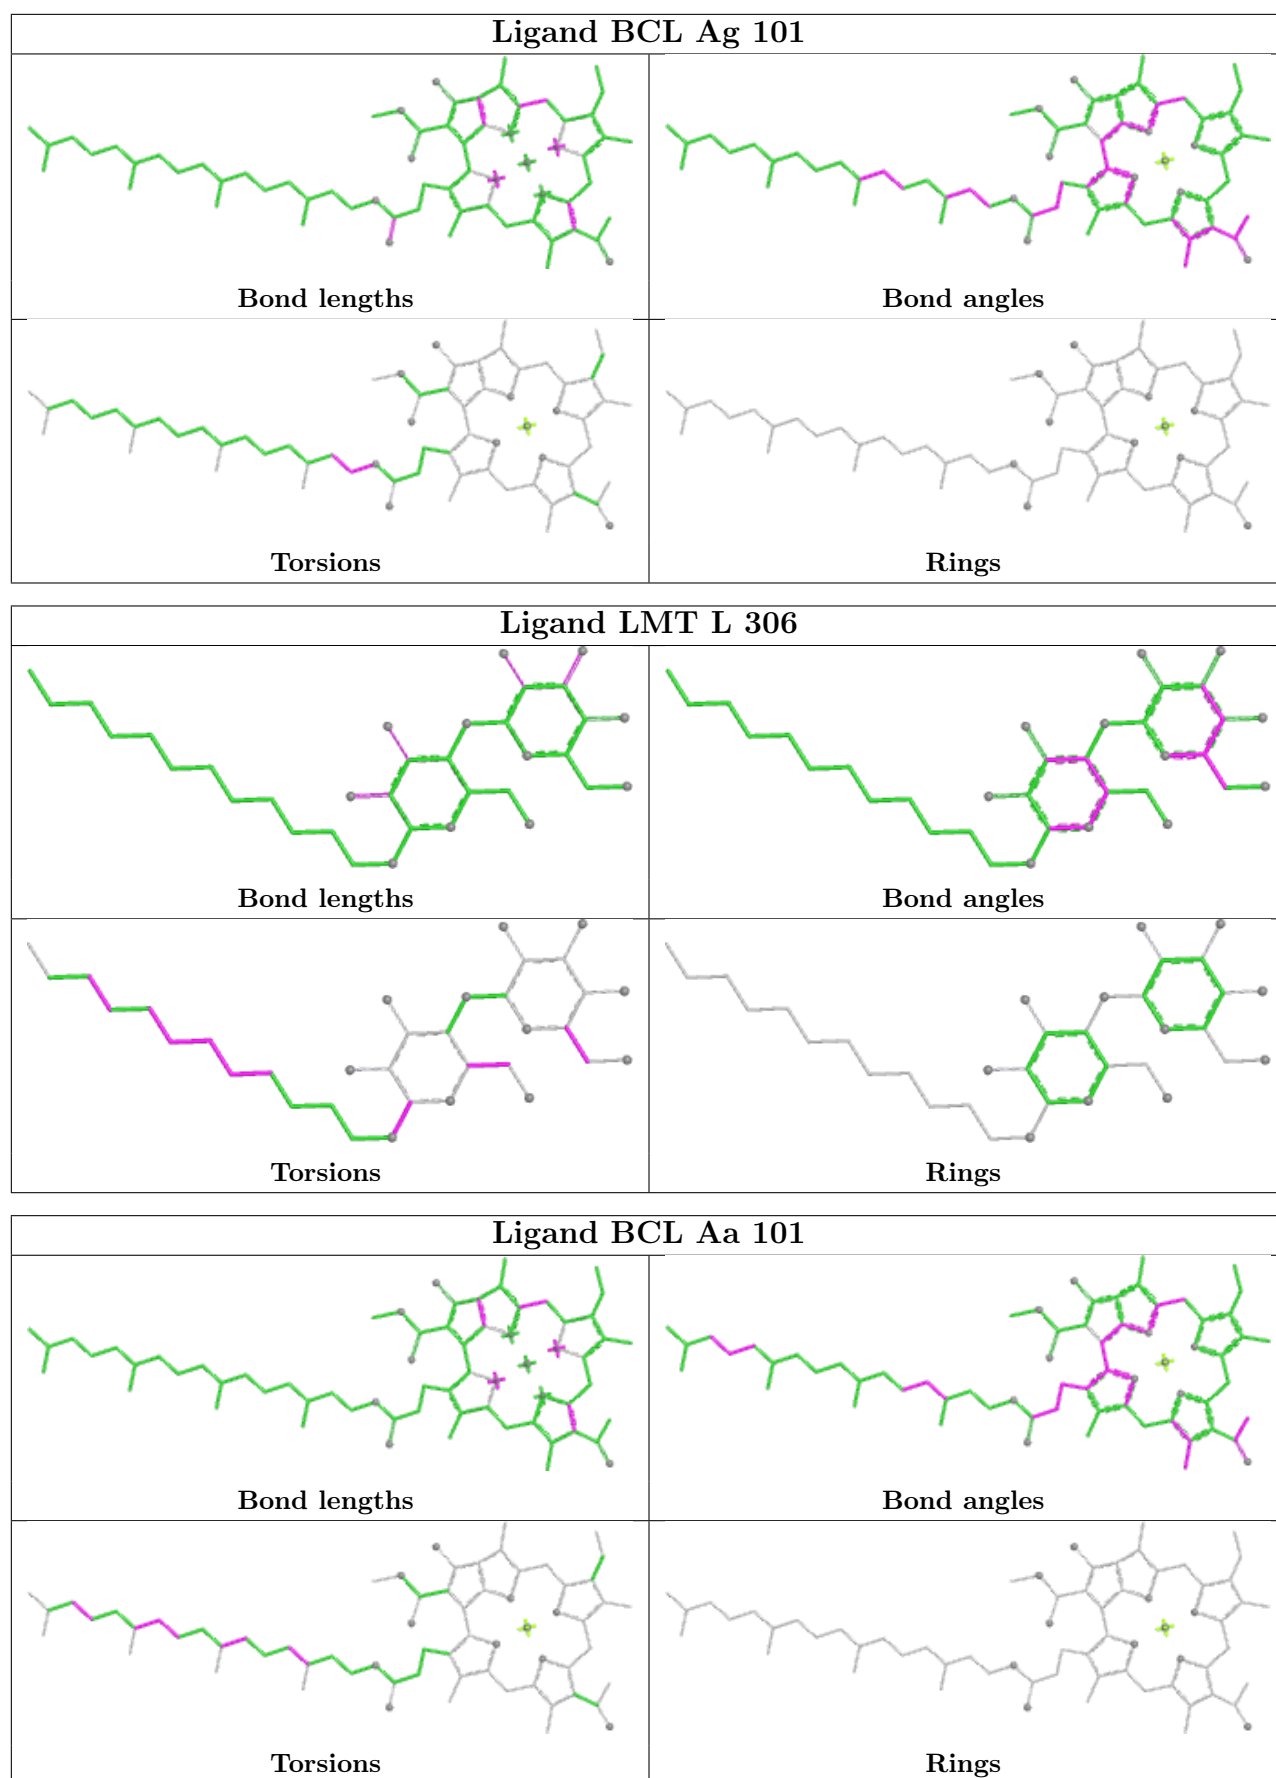 Ligand BCL Ag 101
Bond lengths
Bond angles
Torsions
Rings
Ligand LMT L 306
Bond lengths
Bond angles
Torsions
Rings
Ligand BCL Aa 101
Bond lengths
Bond angles
Torsions
Rings